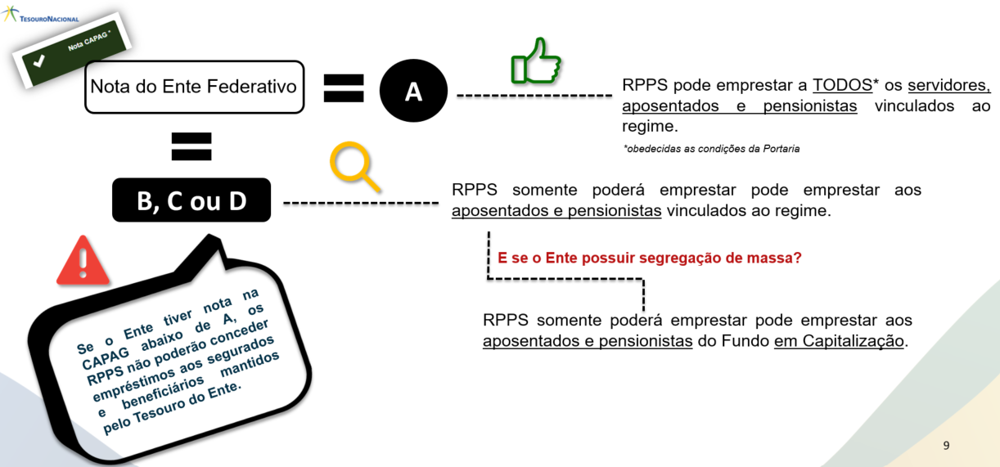 TESOURONACIONAL
Nota CAPAG *
Nota do Ente Federativo
A
RPPS pode emprestar a TODOS* os servidores,
aposentados e pensionistas vinculados ao
regime.
*obedecidas as condições da Portaria
B, C ou D
RPPS somente poderá emprestar pode emprestar aos
aposentados e pensionistas vinculados ao regime.
E se o Ente possuir segregação de massa?
RPPS somente poderá emprestar pode emprestar aos
aposentados e pensionistas do Fundo em Capitalização.
Se o Ente tiver nota na
CAPAG abaixo de A, os
RPPS não poderão conceder
empréstimos aos segurados
e beneficiários mantidos
pelo Tesouro do Ente.
9